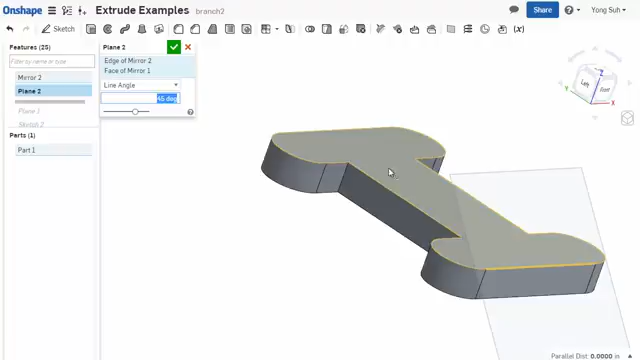 Onshape Extrude Examples branch2 Share Yong Suh
Sketch (x)
Features (25) Plane 2
Filter by name or type Edge of Mirror 2
Face of Mirror 1
Mirror 2 Line Angle
Plane 2 45 deg
Plane 1
Sketch 2
Parts (1)
Part 1
Z
Left Front
Y X
Parallel Dist: 0.0000 in